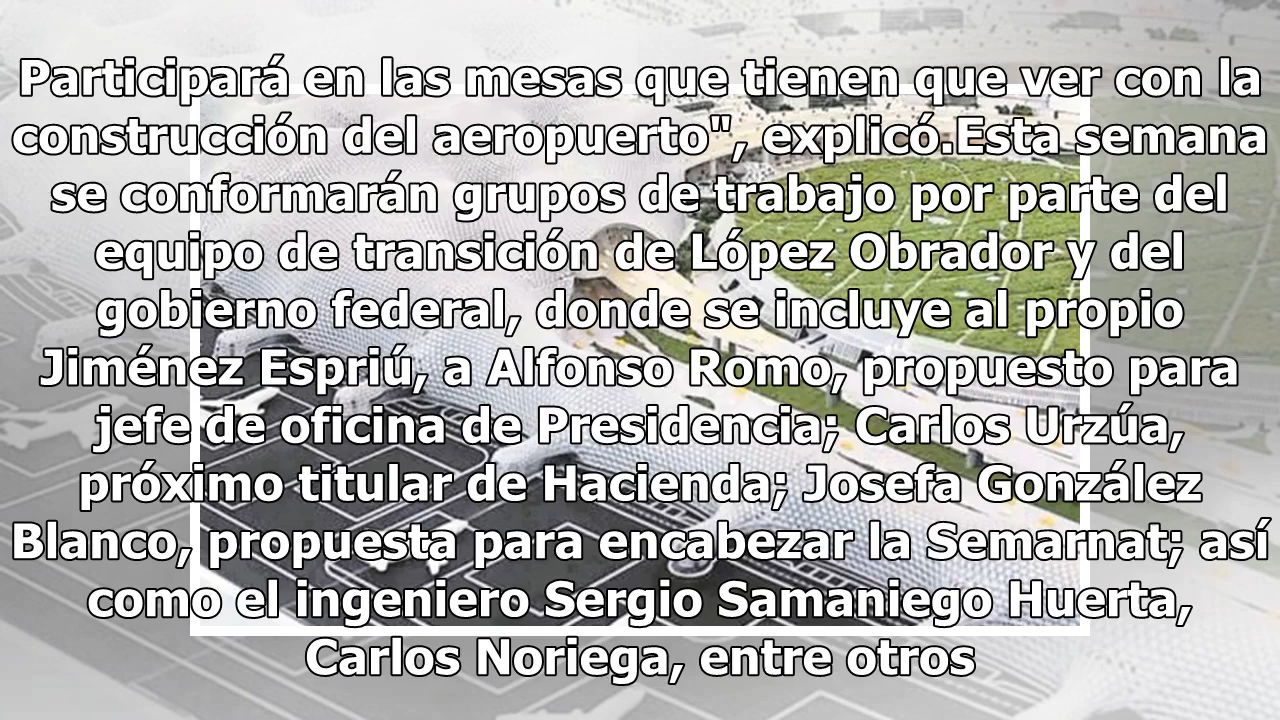 Participará en las mesas que tienen que ver con la
construcción del aeropuerto", explicó.Esta semana
se conformarán grupos de trabajo por parte del
equipo de transición de López Obrador y del
gobierno federal, donde se incluye al propio
Jiménez Espriú, a Alfonso Romo, propuesto para
jefe de oficina de Presidencia; Carlos Urzúa,
próximo titular de Hacienda; Josefa González
Blanco, propuesta para encabezar la Semarnat; así
como el ingeniero Sergio Samaniego Huerta,
Carlos Noriega, entre otros